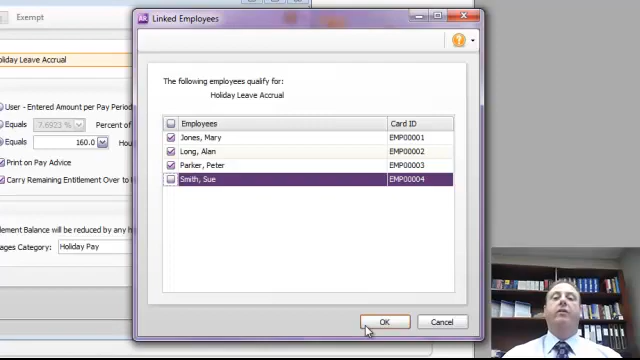 Exempt
Holiday Leave Accrual
User - Entered Amount per Pay Period
Equals 7.6923 % Percent of
Equals 160.0 Hou
Print on Pay Advice
Carry Remaining Entitlement Over to
Balance will be reduced by any
Category: Holiday Pay
AR Linked Employees
?
The following employees qualify for:
Holiday Leave Accrual
Employees Card ID
Jones, Mary EMP00001
Long, Alan EMP00002
Parker, Peter EMP00003
Smith, Sue EMP00004
OK Cancel